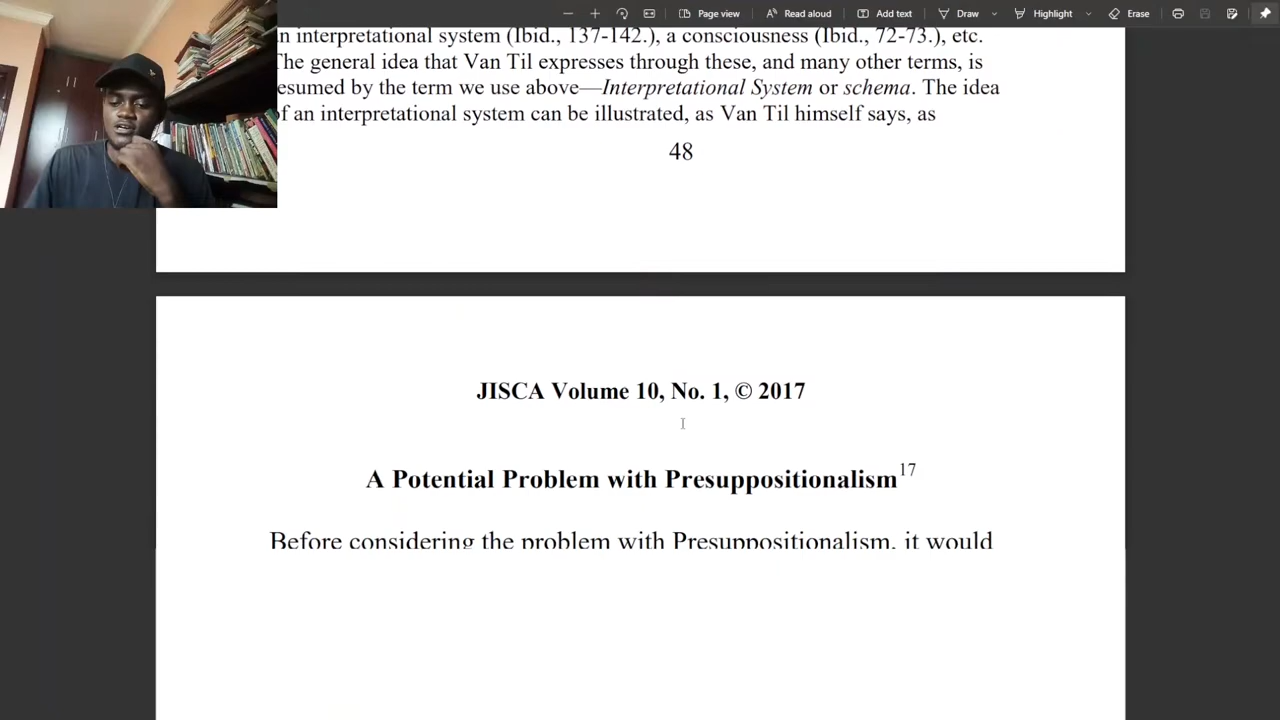 Page view
Read aloud
Add text
Draw
Highlight
Erase
n interpretational system (Ibid., 137-142.), a consciousness (Ibid., 72-73.), etc.
The general idea that Van Til expresses through these, and many other terms, is
esumed by the term we use above—Interpretational System or schema. The idea
of an interpretational system can be illustrated, as Van Til himself says, as
48
JISCA Volume 10, No. 1, © 2017
A Potential Problem with Presuppositionalism17
Before considering the problem with Presuppositionalism, it would